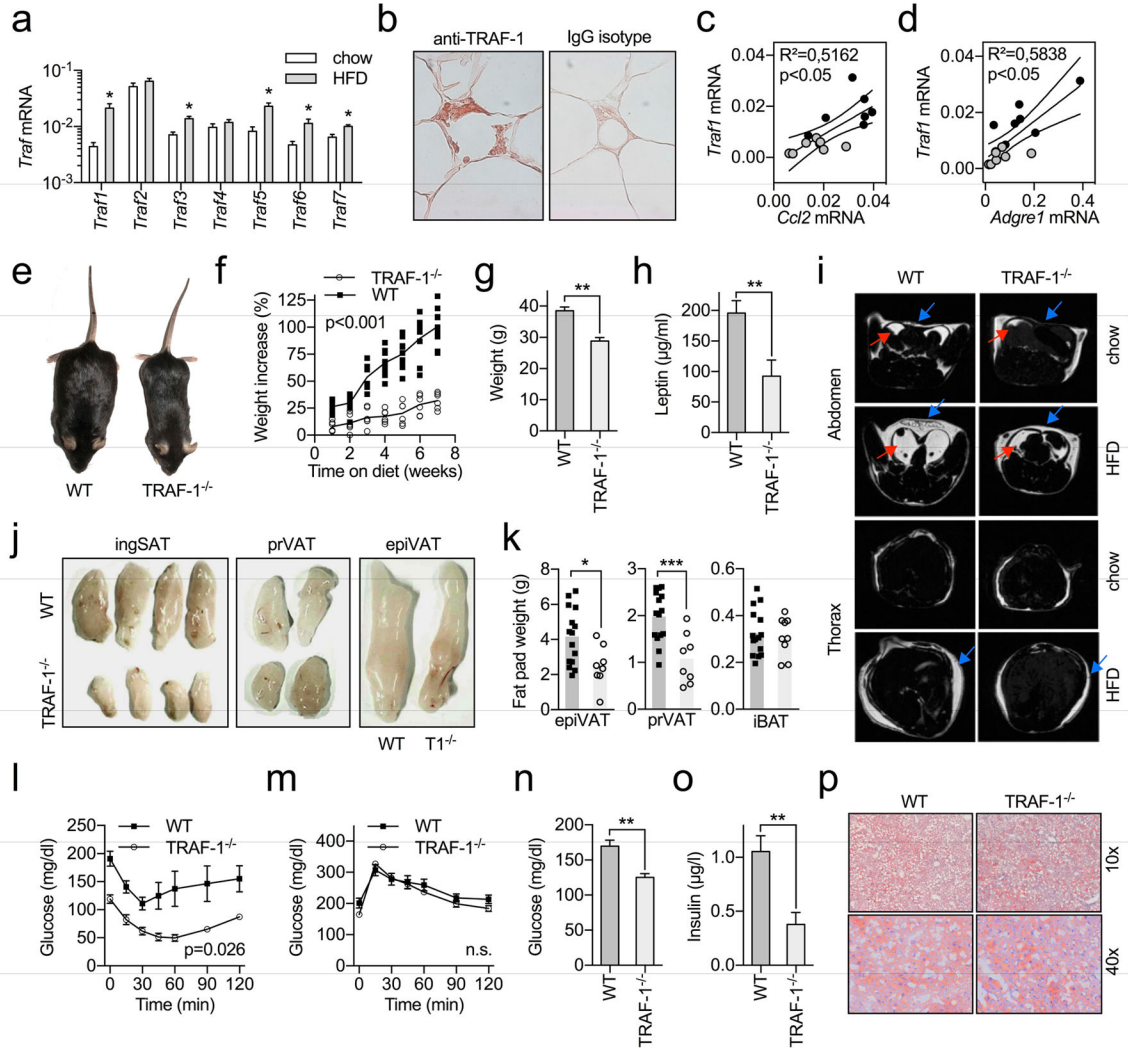 a
Traf mRNA
10⁻¹
10⁻²
10⁻³
chow
HFD
*
*
*
*
*
Traf1
Traf2
Traf3
Traf4
Traf5
Traf6
Traf7
b
anti-TRAF-1
IgG isotype
c
R²=0,5162
p<0.05
Traf1 mRNA
0.04
0.02
0.00
0.00
0.02
0.04
Ccl2 mRNA
d
R²=0,5838
p<0.05
Traf1 mRNA
0.04
0.02
0.00
0.0
0.2
0.4
Adgre1 mRNA
e
WT
TRAF-1⁻/⁻
f
TRAF-1⁻/⁻
WT
p<0.001
Weight increase (%)
125
100
75
50
25
0
0
2
4
6
8
Time on diet (weeks)
g
**
Weight (g)
50
40
30
20
10
0
WT
TRAF-1⁻/⁻
h
**
Leptin (µg/ml)
200
150
100
50
0
WT
TRAF-1⁻/⁻
i
WT
TRAF-1⁻/⁻
Abdomen
Thorax
chow
HFD
chow
HFD
j
ingSAT
prVAT
epiVAT
WT
TRAF-1⁻/⁻
WT
T1⁻/⁻
k
Fat pad weight (g)
8
6
4
2
0
*
epiVAT
3
2
1
0
***
prVAT
0.6
0.4
0.2
0.0
iBAT
l
WT
TRAF-1⁻/⁻
Glucose (mg/dl)
250
200
150
100
50
0
p=0.026
0
30
60
90
120
Time (min)
m
WT
TRAF-1⁻/⁻
Glucose (mg/dl)
400
300
200
100
0
n.s.
0
30
60
90
120
Time (min)
n
**
Glucose (mg/dl)
200
150
100
50
0
WT
TRAF-1⁻/⁻
o
**
Insulin (µg/l)
1.0
0.5
0.0
WT
TRAF-1⁻/⁻
p
WT
TRAF-1⁻/⁻
10x
40x